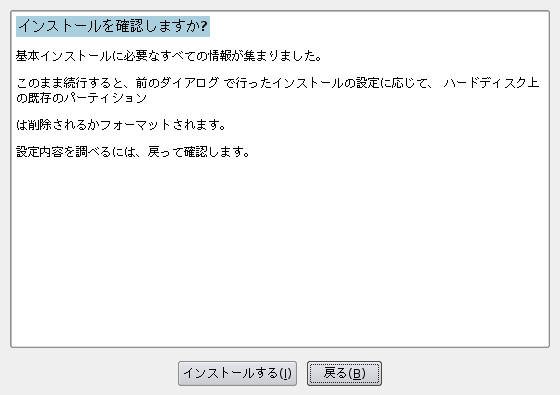 インストールを確認しますか?
基本インストールに必要なすべての情報が集まりました。
このまま続行すると、前のダイアログ で行ったインストールの設定に応じて、 ハードディスク上
の既存のパーティション
は削除されるかフォーマットされます。
設定内容を調べるには、戻って確認します。
インストールする(I) 戻る(B)